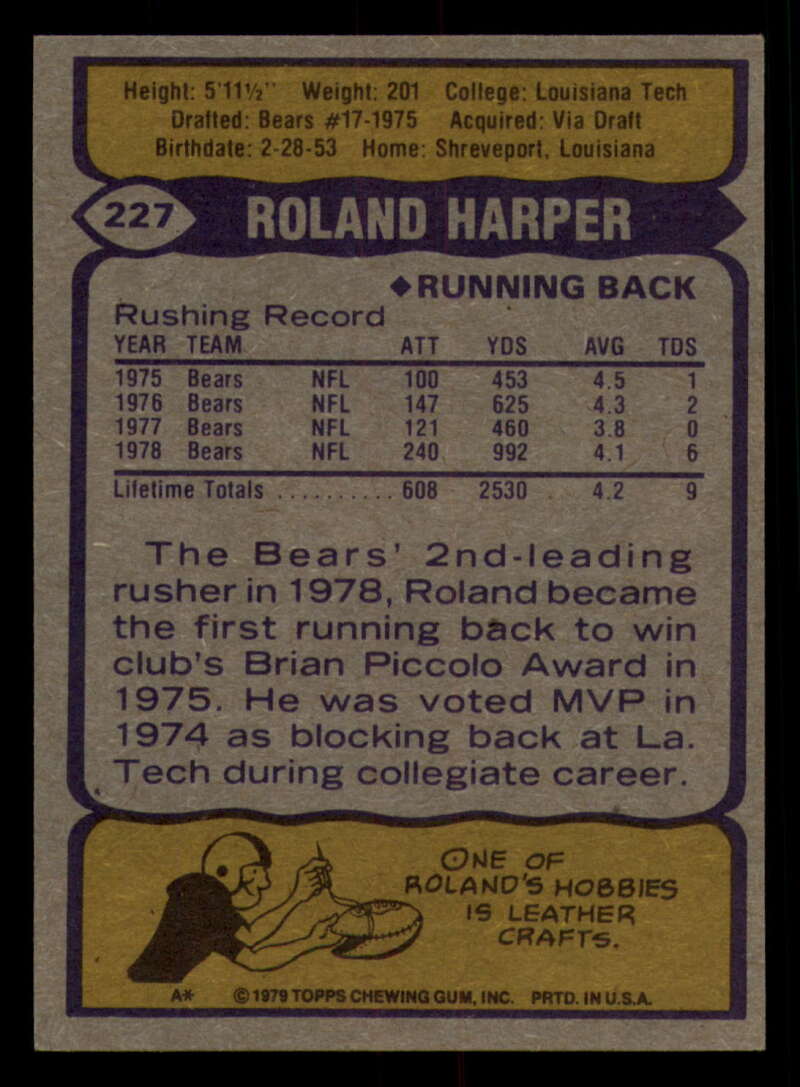 Height: 5'11½" Weight: 201 College: Louisiana Tech
Drafted: Bears #17-1975 Acquired: Via Draft
Birthdate: 2-28-53 Home: Shreveport, Louisiana
227 ROLAND HARPER
◆RUNNING BACK
Rushing Record
YEAR TEAM ATT YDS AVG TDS
1975 Bears NFL 100 453 4.5 1
1976 Bears NFL 147 625 4.3 2
1977 Bears NFL 121 460 3.8 0
1978 Bears NFL 240 992 4.1 6
Lifetime Totals .......... 608 2530 4.2 9
The Bears' 2nd-leading
rusher in 1978, Roland became
the first running back to win
club's Brian Piccolo Award in
1975. He was voted MVP in
1974 as blocking back at La.
Tech during collegiate career.
ONE OF
ROLAND'S HOBBIES
IS LEATHER
CRAFTS.
A* © 1979 TOPPS CHEWING GUM, INC. PRTD. IN U.S.A.